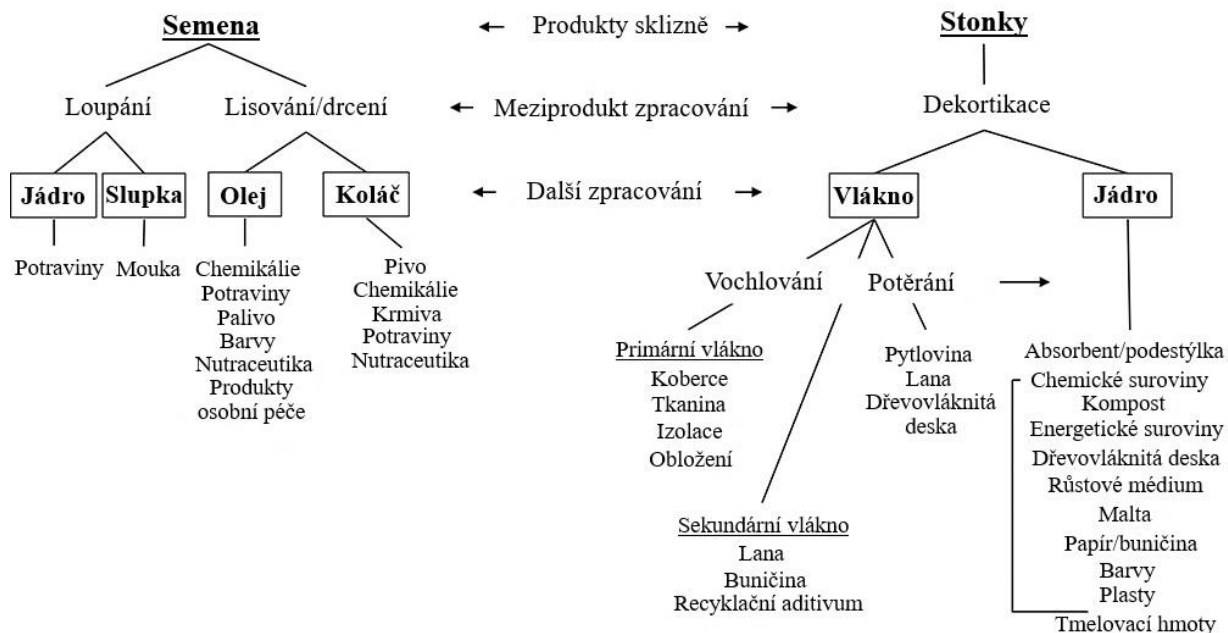 Semena
Produkty sklizně
Stonky
Loupání
Lisování/drcení
Meziprodukt zpracování
Dekortikace
Jádro
Slupka
Olej
Koláč
Další zpracování
Vlákno
Jádro
Potraviny
Mouka
Chemikálie
Potraviny
Palivo
Barvy
Nutraceutika
Produkty
osobní péče
Pivo
Chemikálie
Krmiva
Potraviny
Nutraceutika
Vochlování
Potěrání
Primární vlákno
Koberce
Tkanina
Izolace
Obložení
Sekundární vlákno
Lana
Buničina
Recyklační aditivum
Pytlovina
Lana
Dřevovláknitá
deska
Absorbent/podestýlka
Chemické suroviny
Kompost
Energetické suroviny
Dřevovláknitá deska
Růstové médium
Malta
Papír/buničina
Barvy
Plasty
Tmelovací hmoty